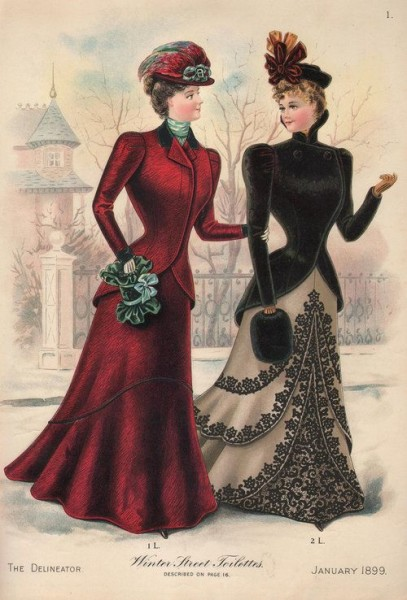 1.
1 L.
2 L.
Winter Street Toilettes.
DESCRIBED ON PAGE 18.
THE DELINEATOR.
JANUARY 1899.